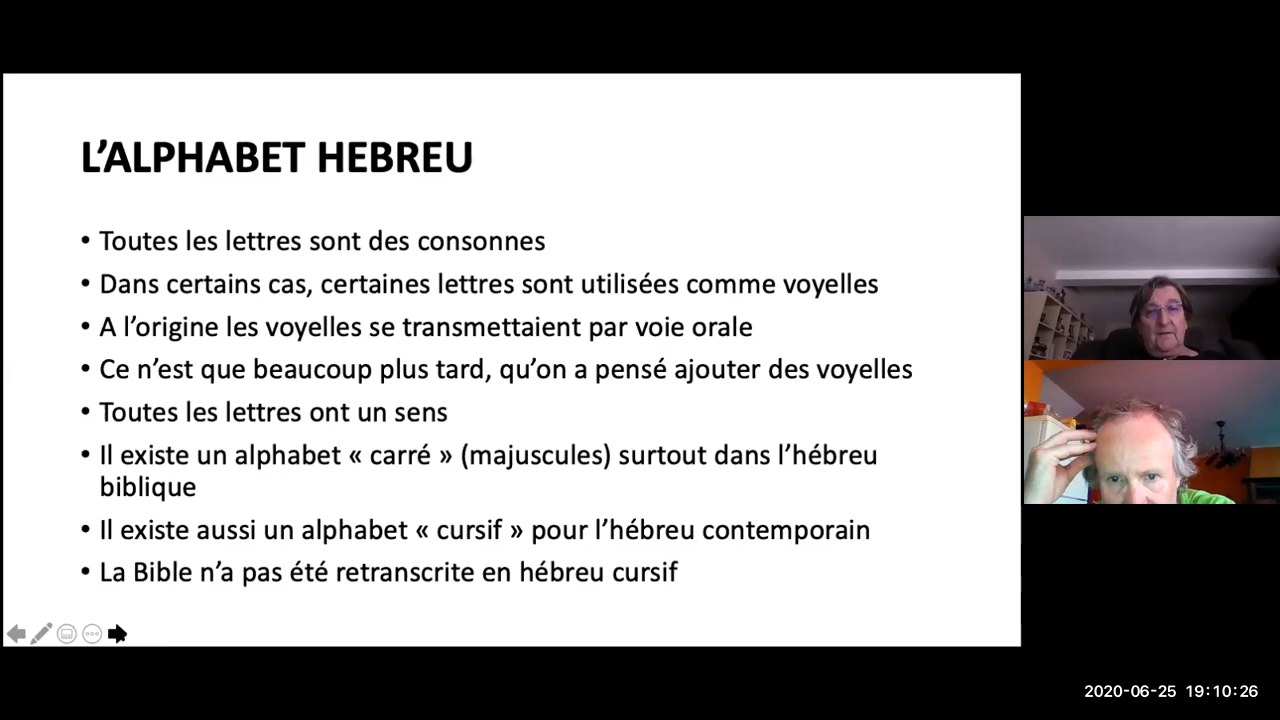 L’ALPHABET HEBREU
• Toutes les lettres sont des consonnes
• Dans certains cas, certaines lettres sont utilisées comme voyelles
• A l’origine les voyelles se transmettaient par voie orale
• Ce n’est que beaucoup plus tard, qu’on a pensé ajouter des voyelles
• Toutes les lettres ont un sens
• Il existe un alphabet « carré » (majuscules) surtout dans l’hébreu
biblique
• Il existe aussi un alphabet « cursif » pour l’hébreu contemporain
• La Bible n’a pas été retranscrite en hébreu cursif
2020-06-25 19:10:26